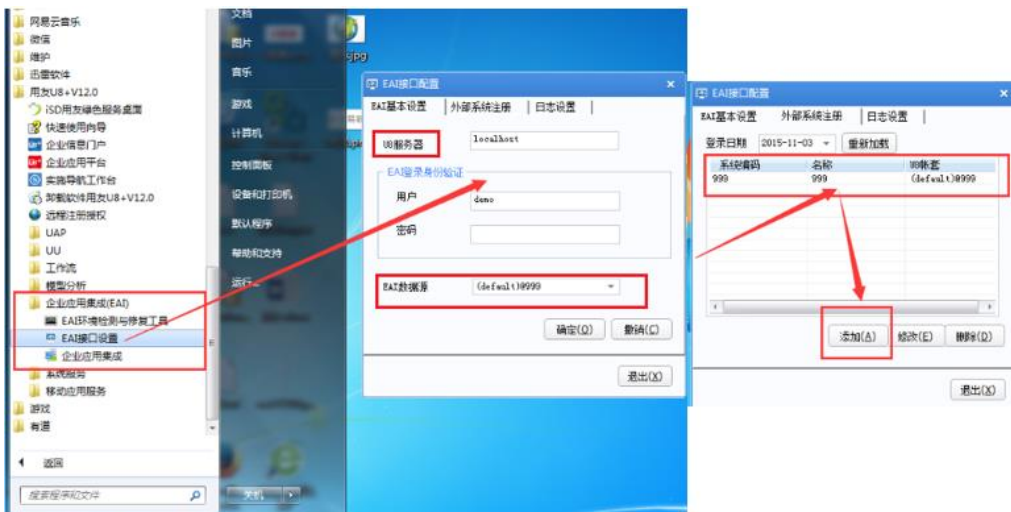 网易云音乐
微信
维护
迅雷软件
用友U8+V12.0
iSD用友绿色服务桌面
快速使用向导
企业信息门户
企业应用平台
实施导航工作台
卸载软件用友U8+V12.0
远程注册授权
UAP
UU
工作流
模型分析
企业应用集成(EAI)
EAI环境检测与修复工具
EAI接口设置
企业应用集成
系统服务
移动应用服务
游戏
有道
返回
搜索程序和文件
文档
图片
音乐
游戏
计算机
控制面板
设备和打印机
默认程序
帮助和支持
运行...
关机
EAI接口配置
EAI基本设置
外部系统注册
日志设置
U8服务器
localhost
EAI登录身份验证
用户
demo
密码
EAI数据源
(default)@999
确定(O)
撤销(C)
退出(X)
EAI接口配置
EAI基本设置
外部系统注册
日志设置
登录日期
2015-11-03
重新加载
系统编码
名称
U8帐套
999
999
(default)@999
添加(A)
修改(E)
删除(D)
退出(X)